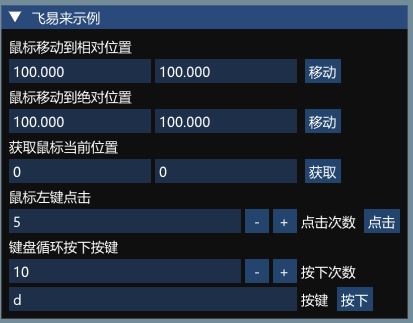 飞易来示例
鼠标移动到相对位置
100.000 100.000 移动
鼠标移动到绝对位置
100.000 100.000 移动
获取鼠标当前位置
0 0 获取
鼠标左键点击
5 - + 点击次数 点击
键盘循环按下按键
10 - + 按下次数
d 按键 按下